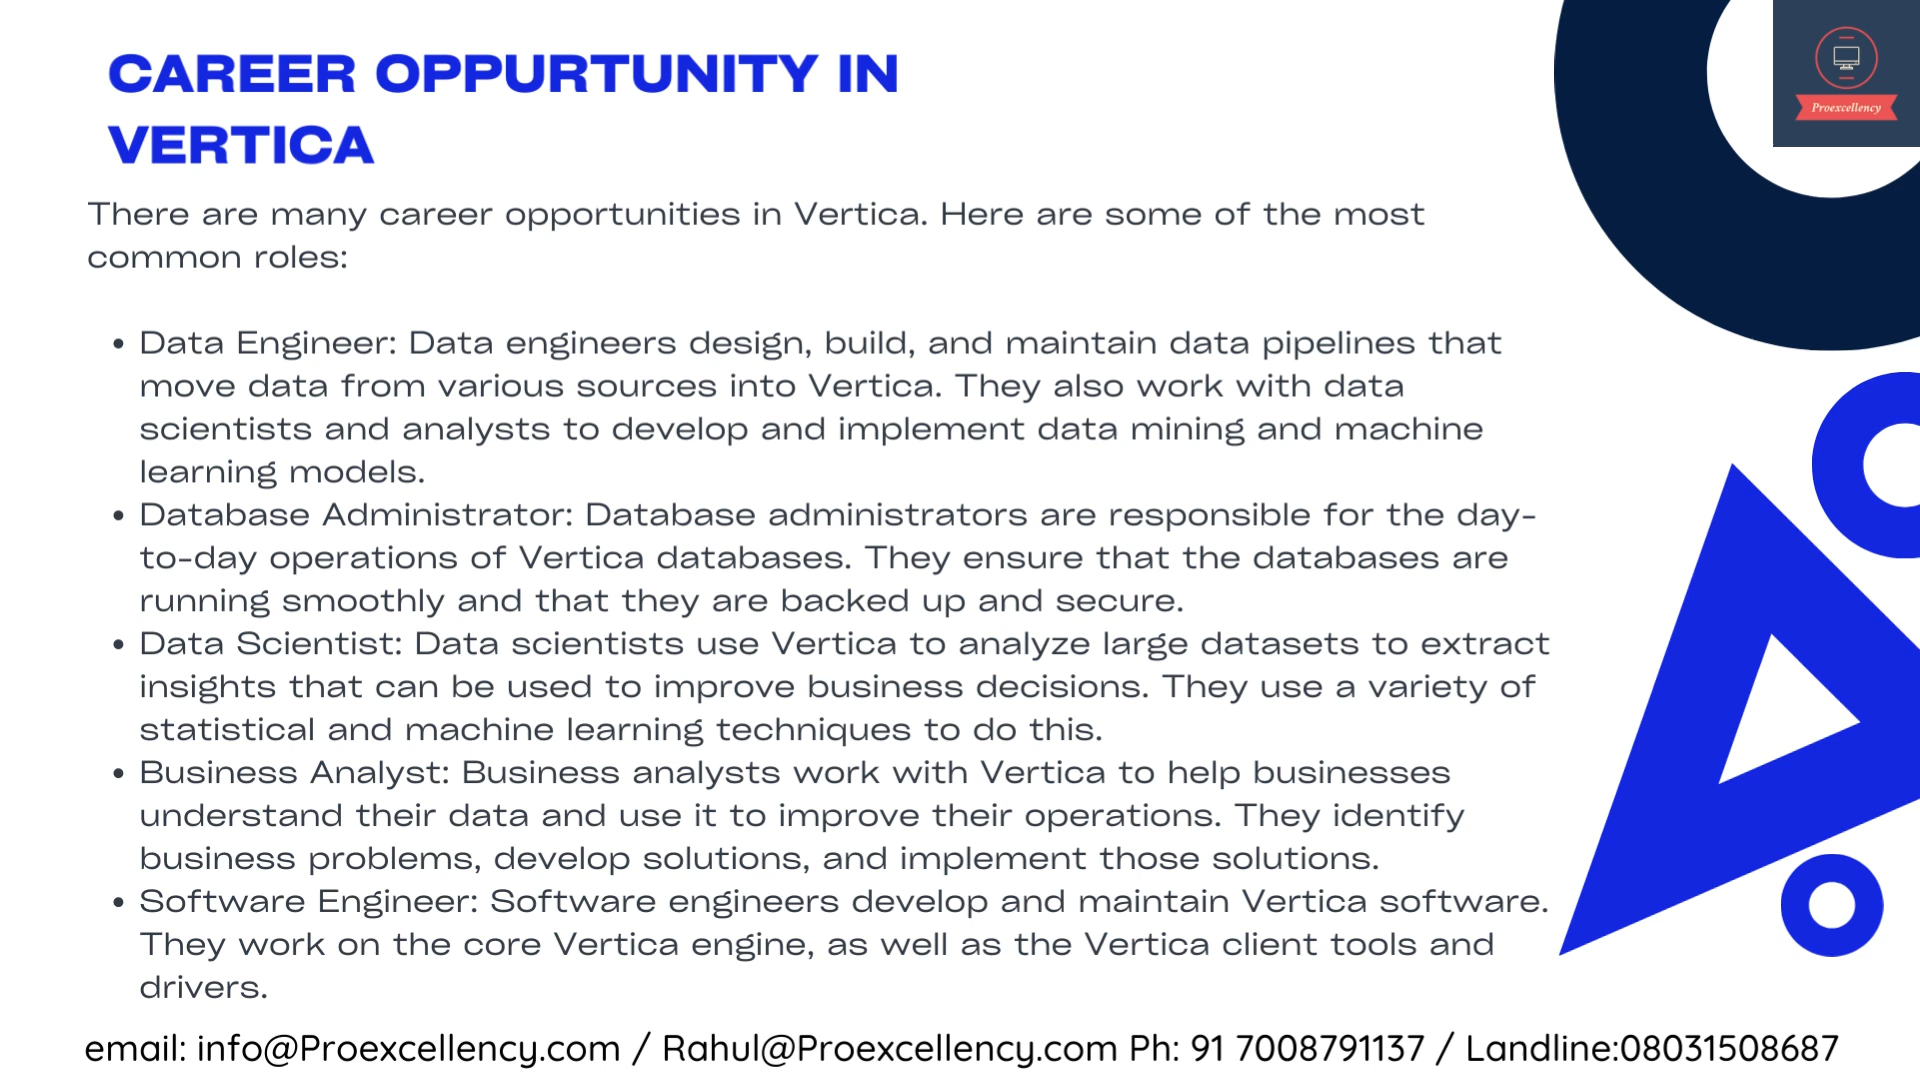 CAREER OPPURTUNITY IN
VERTICA
Proexcellency
There are many career opportunities in Vertica. Here are some of the most
common roles:
• Data Engineer: Data engineers design, build, and maintain data pipelines that
move data from various sources into Vertica. They also work with data
scientists and analysts to develop and implement data mining and machine
learning models.
• Database Administrator: Database administrators are responsible for the day-
to-day operations of Vertica databases. They ensure that the databases are
running smoothly and that they are backed up and secure.
• Data Scientist: Data scientists use Vertica to analyze large datasets to extract
insights that can be used to improve business decisions. They use a variety of
statistical and machine learning techniques to do this.
• Business Analyst: Business analysts work with Vertica to help businesses
understand their data and use it to improve their operations. They identify
business problems, develop solutions, and implement those solutions.
• Software Engineer: Software engineers develop and maintain Vertica software.
They work on the core Vertica engine, as well as the Vertica client tools and
drivers.
email: info@Proexcellency.com / Rahul@Proexcellency.com Ph: 91 7008791137 / Landline:08031508687